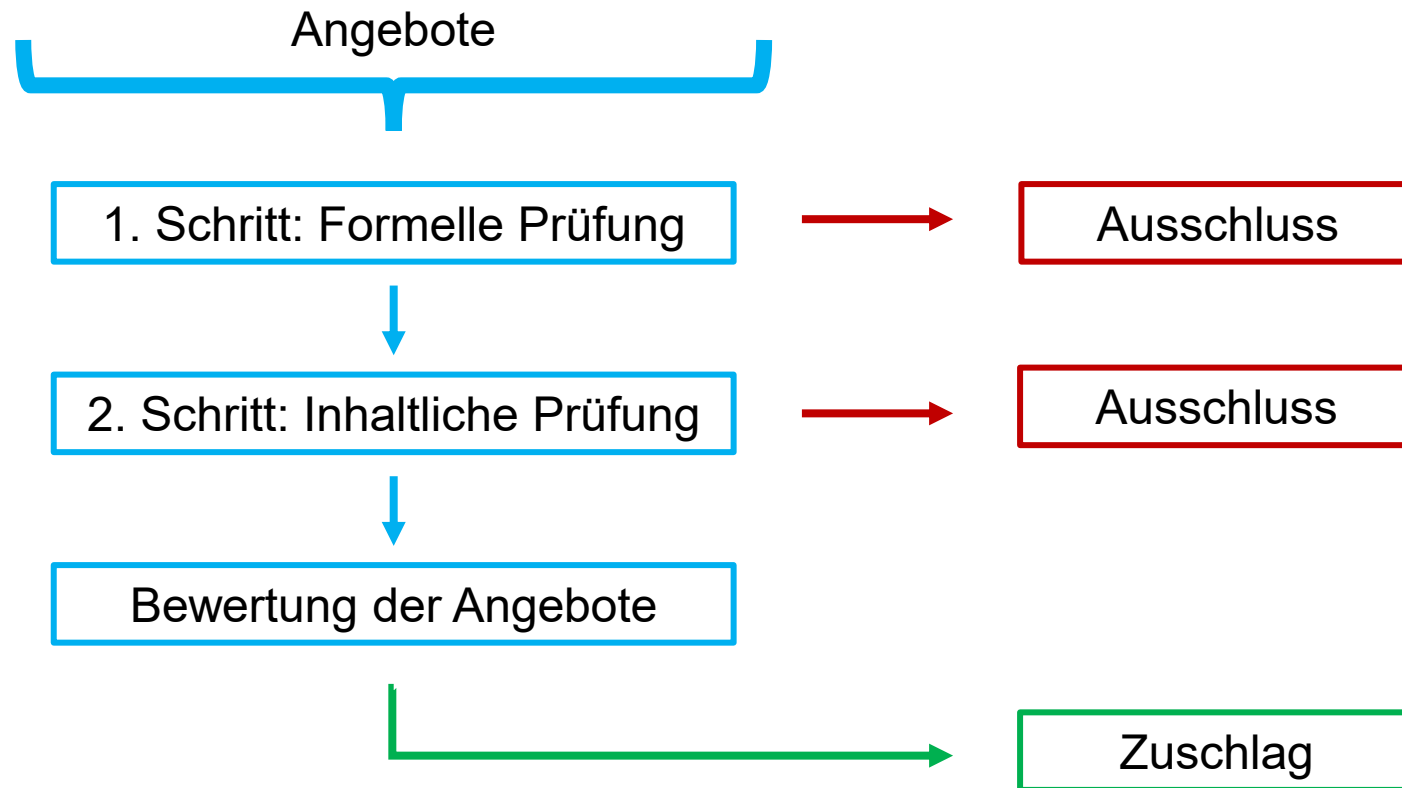 Angebote
1. Schritt: Formelle Prüfung
Ausschluss
2. Schritt: Inhaltliche Prüfung
Ausschluss
Bewertung der Angebote
Zuschlag